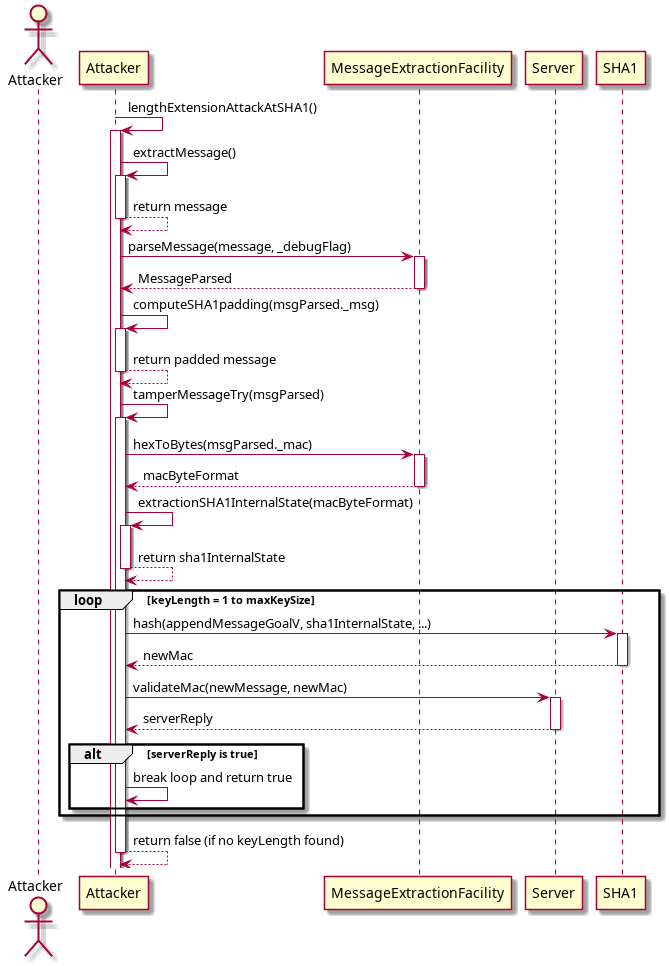 Attacker
Attacker
MessageExtractionFacility
Server
SHA1
lengthExtensionAttackAtSHA1()
extractMessage()
return message
parseMessage(message, _debugFlag)
MessageParsed
computeSHA1padding(msgParsed._msg)
return padded message
tamperMessageTry(msgParsed)
hexToBytes(msgParsed._mac)
macByteFormat
extractionSHA1InternalState(macByteFormat)
return sha1InternalState
loop [keyLength = 1 to maxKeySize]
hash(appendMessageGoalV, sha1InternalState, ...)
newMac
validateMac(newMessage, newMac)
serverReply
alt [serverReply is true]
break loop and return true
return false (if no keyLength found)
Attacker
Attacker
MessageExtractionFacility
Server
SHA1